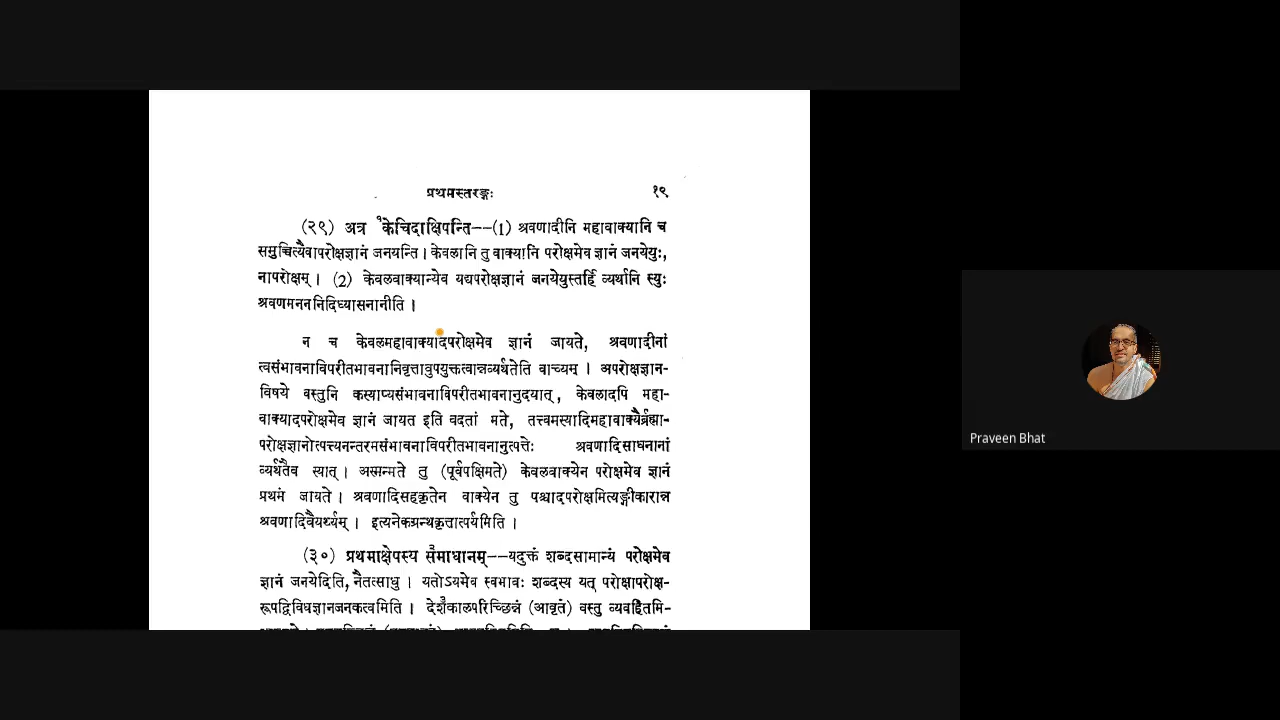 प्रथमस्तरङ्गः १९
(२९) अत्र १केचिदाक्षिपन्ति--(1) श्रवणादीनि महावाक्यानि च
समुच्चित्यैवापरोक्षज्ञानं जनयन्ति । केवलानि तु वाक्यानि परोक्षमेव ज्ञानं जनयेयुः,
नापरोक्षम् । (2) केवलवाक्यान्येव यद्यपरोक्षज्ञानं जनयेयुस्तर्हि व्यर्थानि स्युः
श्रवणमनननिदिध्यासनानीति ।
न च केवलमहावाक्यादपरोक्षमेव ज्ञानं जायते, श्रवणादीनां
त्वसंभावनाविपरीतभावनानिवृत्तावुपयुक्तत्वान्नव्यर्थतेति वाच्यम् । अपरोक्षज्ञान-
विषये वस्तुनि कस्याप्यसंभावनाविपरीतभावनानुदयात्, केवलादपि महा-
वाक्यादपरोक्षमेव ज्ञानं जायत इति वदतां मते, तत्त्वमस्यादिमहावाक्यैर्ब्रह्मा-
परोक्षज्ञानोत्पत्त्यनन्तरमसंभावनाविपरीतभावनानुत्पत्तेः श्रवणादिसाधनानां
व्यर्थतैव स्यात् । अस्मन्मते तु (पूर्वपक्षिमते) केवलवाक्येन परोक्षमेव ज्ञानं
प्रथमं जायते । श्रवणादिसहकृतेन वाक्येन तु पश्चादपरोक्षमित्यङ्गीकारान्न
श्रवणादिवैयर्थ्यम् । इत्यनेकग्रन्थकृत्तात्पर्यमिति ।
(३०) प्रथमाक्षेपस्य समाधानम्--यदुक्तं शब्दसामान्यं परोक्षमेव
ज्ञानं जनयेदिति, नैतत्साधु । यतोऽयमेव स्वभावः शब्दस्य यत् परोक्षापरोक्ष-
रूपद्विविधज्ञानजनकत्वमिति । देशकालपरिच्छिन्नं (आवृतं) वस्तु व्यवहितमि-
Praveen Bhat